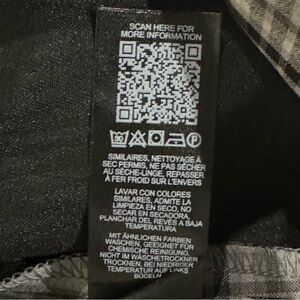 SCAN HERE FOR
MORE INFORMATION
30
P
SIMILAIRES, NETTOYAGE À
SEC PERMIS, NE PAS SÉCHER
AU SÈCHE-LINGE, REPASSER
À FER FROID SUR L'ENVERS
LAVAR CON COLORES
SIMILARES, ADMITE LA
LIMPIEZA EN SECO, NO
SECAR EN SECADORA,
PLANCHAR DEL REVÉS A BAJA
TEMPERATURA
MIT ÄHNLICHEN FARBEN
WASCHEN, GEEIGNET FÜR
CHEMISCHE REINIGUNG,
NICHT IM WÄSCHETROCKNER
TROCKNEN, BEI NIEDRIGER
TEMPERATUR AUF LINKS
BÜGELN